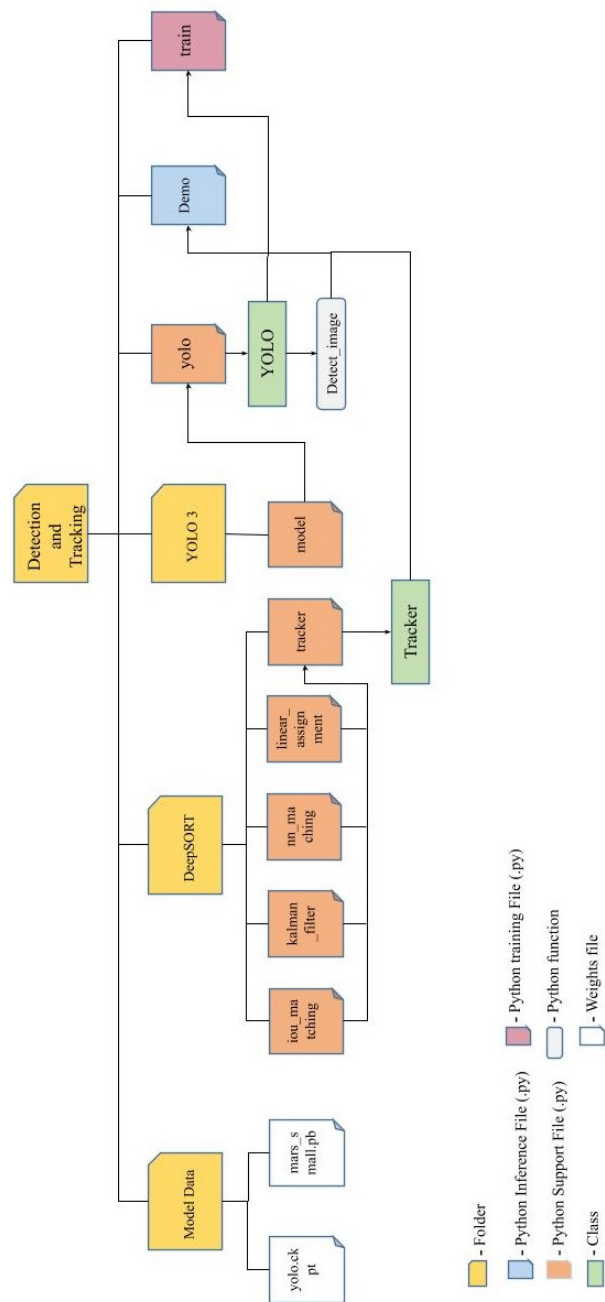 Detection
and
Tracking
Model Data
DeepSORT
YOLO 3
yolo
Demo
train
yolo.ck
pt
mars_s
mall.pb
iou_ma
tching
kalman
_filter
nn_ma
ching
linear_
assign
ment
tracker
model
YOLO
Detect_image
Tracker
- Folder
- Python Inference File (.py)
- Python Support File (.py)
- Class
- Python training File (.py)
- Python function
- Weights file